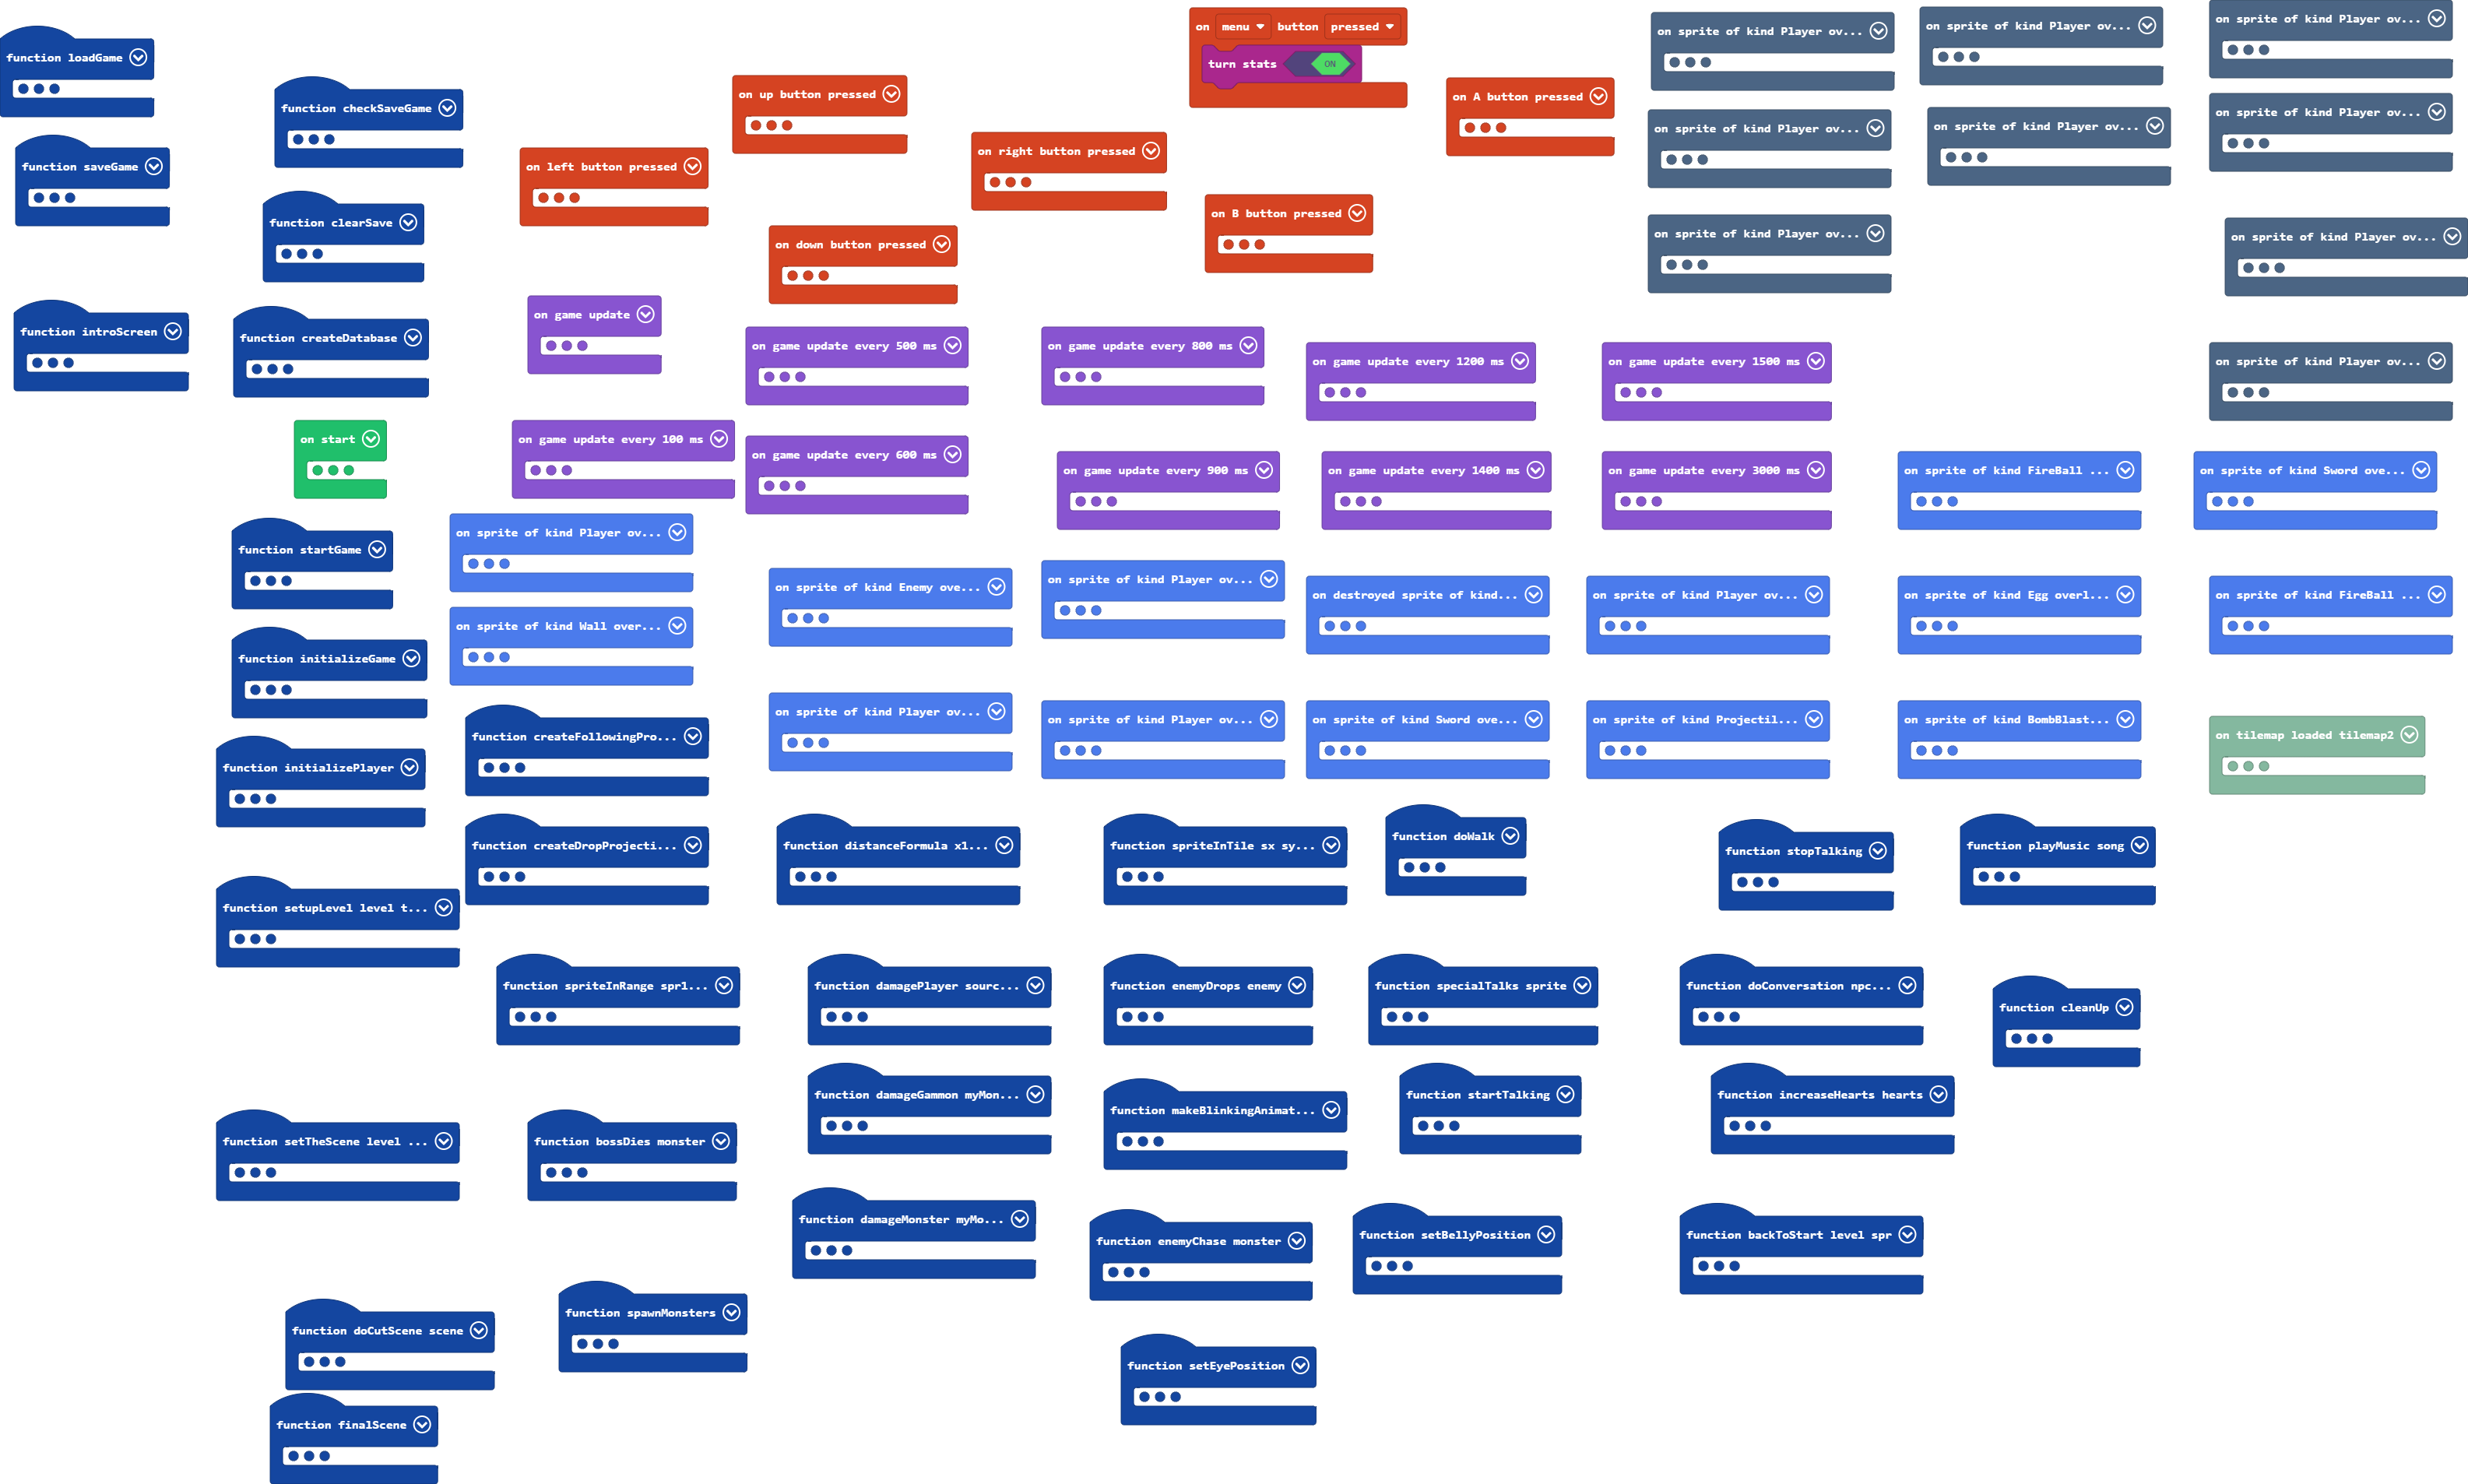 function loadGame
function checkSaveGame
function saveGame
function clearSave
function introScreen
function createDatabase
on start
function startGame
function initializeGame
function initializePlayer
function setupLevel level t...
function setTheScene level ...
function doCutScene scene
function finalScene
on up button pressed
on left button pressed
on right button pressed
on down button pressed
on menu button pressed
turn stats ON
on A button pressed
on B button pressed
on sprite of kind Player ov...
on sprite of kind Player ov...
on sprite of kind Player ov...
on sprite of kind Player ov...
on sprite of kind Player ov...
on sprite of kind Player ov...
on sprite of kind Player ov...
on sprite of kind Player ov...
on sprite of kind Player ov...
on game update
on game update every 500 ms
on game update every 800 ms
on game update every 1200 ms
on game update every 1500 ms
on game update every 100 ms
on game update every 600 ms
on game update every 900 ms
on game update every 1400 ms
on game update every 3000 ms
on sprite of kind FireBall ...
on sprite of kind Sword ove...
on sprite of kind Player ov...
on sprite of kind Wall over...
on sprite of kind Enemy ove...
on sprite of kind Player ov...
on destroyed sprite of kind...
on sprite of kind Player ov...
on sprite of kind Egg overl...
on sprite of kind FireBall ...
on sprite of kind Player ov...
on sprite of kind Player ov...
on sprite of kind Sword ove...
on sprite of kind Projectil...
on sprite of kind BombBlast...
on tilemap loaded tilemap2
function createFollowingPro...
function createDropProjecti...
function distanceFormula x1...
function spriteInTile sx sy...
function doWalk
function stopTalking
function playMusic song
function spriteInRange spr1...
function damagePlayer sourc...
function enemyDrops enemy
function specialTalks sprite
function doConversation npc...
function cleanUp
function damageGammon myMon...
function makeBlinkingAnimat...
function startTalking
function increaseHearts hearts
function bossDies monster
function damageMonster myMo...
function enemyChase monster
function setBellyPosition
function backToStart level spr
function spawnMonsters
function setEyePosition